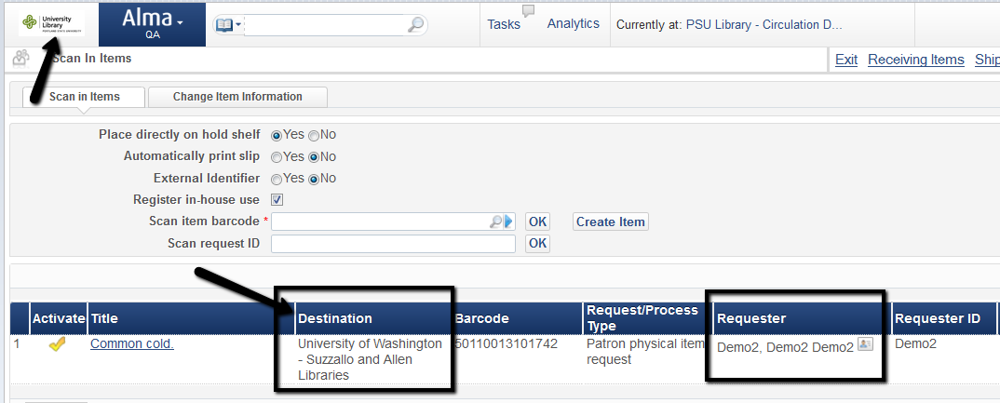 University
Library
PORTLAND STATE UNIVERSITY
Alma
QA
Tasks
Analytics
Currently at: PSU Library - Circulation D...
Scan In Items
Exit Receiving Items Ship
Scan in Items
Change Item Information
Place directly on hold shelf Yes No
Automatically print slip Yes No
External Identifier Yes No
Register in-house use
Scan item barcode * OK Create Item
Scan request ID OK
Activate Title Destination Barcode Request/Process Type Requester Requester ID
1 Common cold. University of Washington 50110013101742 Patron physical item Demo2, Demo2 Demo2 Demo2
- Suzzallo and Allen request
Libraries